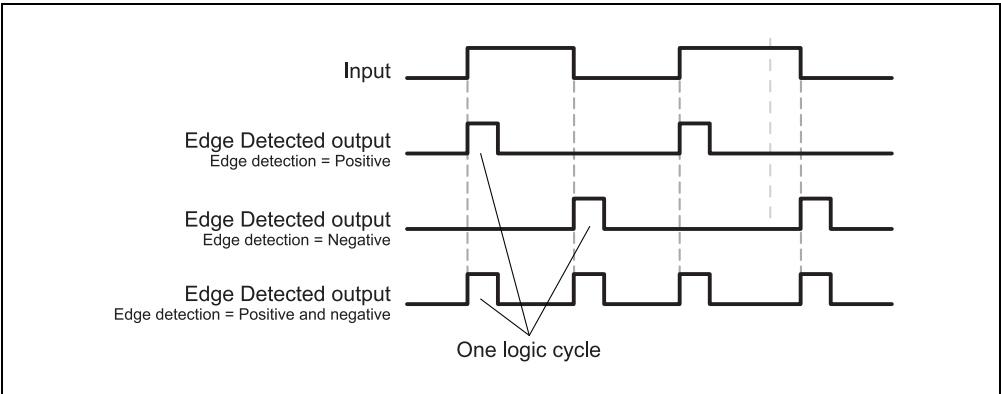 Input
Edge Detected output
Edge detection = Positive
Edge Detected output
Edge detection = Negative
Edge Detected output
Edge detection = Positive and negative
One logic cycle